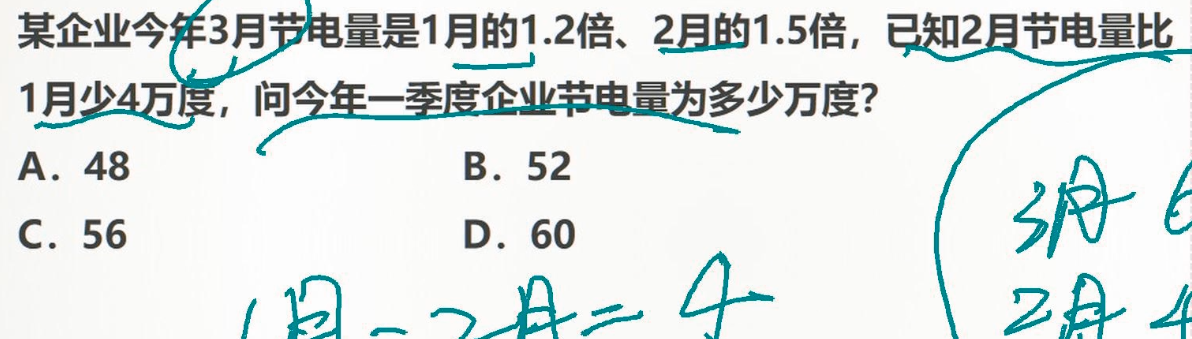 某企业今年3月节电量是1月的1.2倍、2月的1.5倍，已知2月节电量比
1月少4万度，问今年一季度企业节电量为多少万度？
A．48 B．52
C．56 D．60
3月 6
2月 4
1月-2月=4